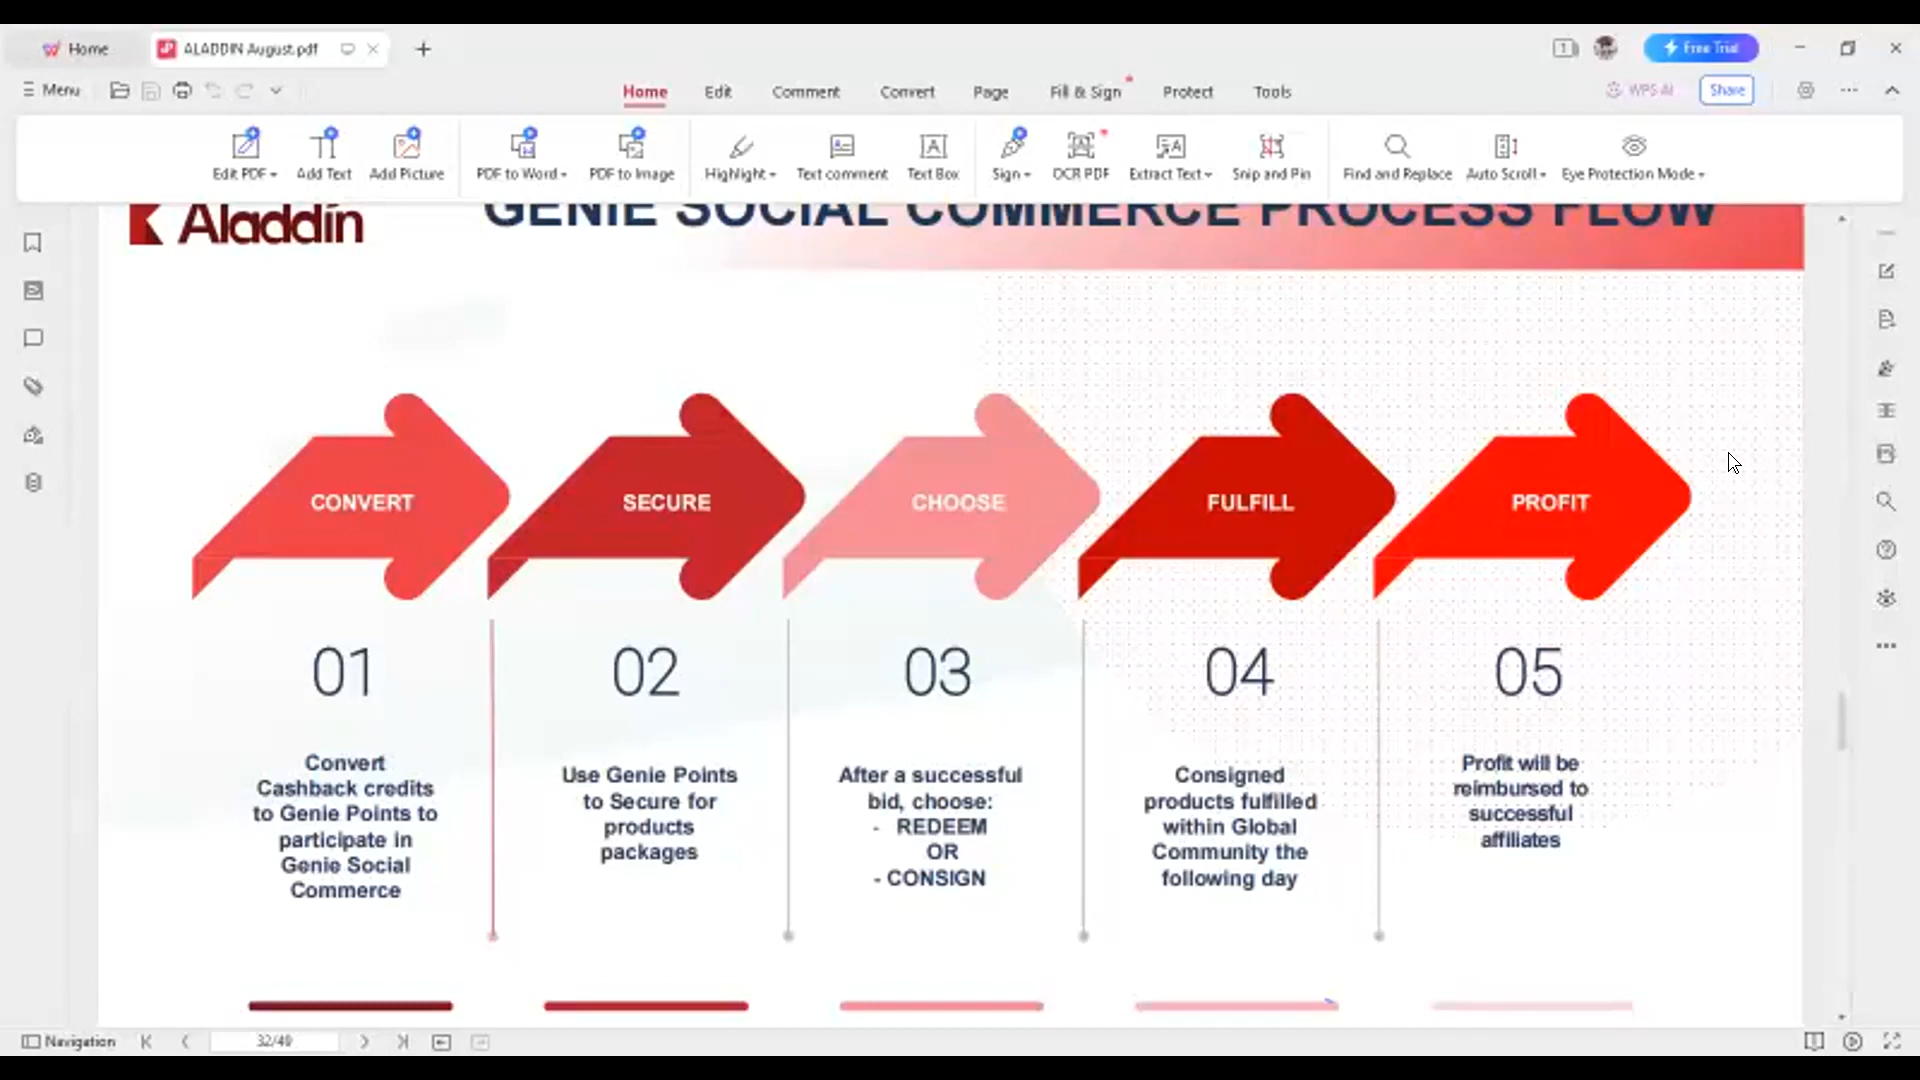 Home
ALADDIN August.pdf
1
Free Trial
Menu
Home
Edit
Comment
Convert
Page
Fill & Sign
Protect
Tools
WPS AI
Share
Edit PDF
Add Text
Add Picture
PDF to Word
PDF to Image
Highlight
Text comment
Text Box
Sign
OCR PDF
Extract Text
Snip and Pin
Find and Replace
Auto Scroll
Eye Protection Mode
Aladdin
GENIE SOCIAL COMMERCE PROCESS FLOW
CONVERT
SECURE
CHOOSE
FULFILL
PROFIT
01
02
03
04
05
Convert
Cashback credits
to Genie Points to
participate in
Genie Social
Commerce
Use Genie Points
to Secure for
products
packages
After a successful
bid, choose:
- REDEEM
OR
- CONSIGN
Consigned
products fulfilled
within Global
Community the
following day
Profit will be
reimbursed to
successful
affiliates
Navigation
32/49